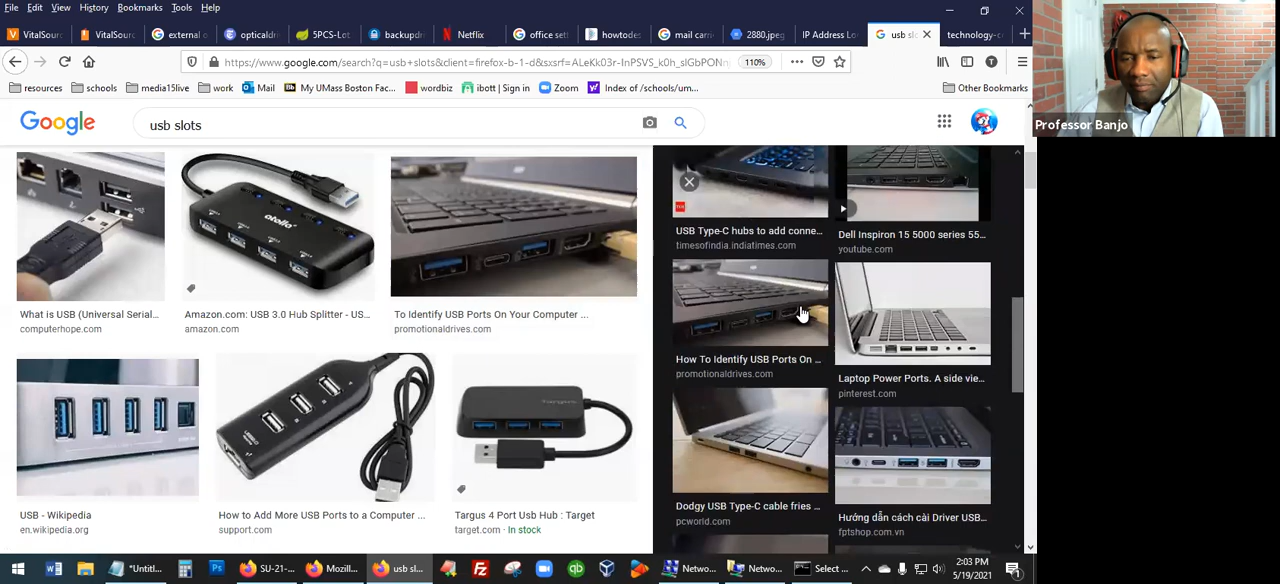 File Edit View History Bookmarks Tools Help
VitalSource VitalSourc external o opticaldri 5PCS-Lot backupdr Netflix office sett howtodes mail carri 2880.jpeg IP Address Lo usb slo technology-c
https://www.google.com/search?q=usb+slots&client=firefox-b-1-d&sxsrf=ALeKk03r-InPSVS_k0h_slGbPONn 110%
resources schools media15live work Mail My UMass Boston Fac... wordbiz ibott | Sign in Zoom Index of /schools/um... Other Bookmarks
Professor Banjo
Google usb slots
USB Type-C hubs to add conne...
timesofindia.indiatimes.com
Dell Inspiron 15 5000 series 55...
youtube.com
What is USB (Universal Serial...
computerhope.com
Amazon.com: USB 3.0 Hub Splitter - US...
amazon.com
To Identify USB Ports On Your Computer ...
promotionaldrives.com
How To Identify USB Ports On ...
promotionaldrives.com
Laptop Power Ports. A side vie...
pinterest.com
USB - Wikipedia
en.wikipedia.org
How to Add More USB Ports to a Computer ...
support.com
Targus 4 Port Usb Hub : Target
target.com · In stock
Dodgy USB Type-C cable fries ...
pcworld.com
Hướng dẫn cách cài Driver USB...
fptshop.com.vn
*Untitl... SU-21-... Mozill... usb sl... Netwo... Netwo... Select ...
2:03 PM
5/19/2021